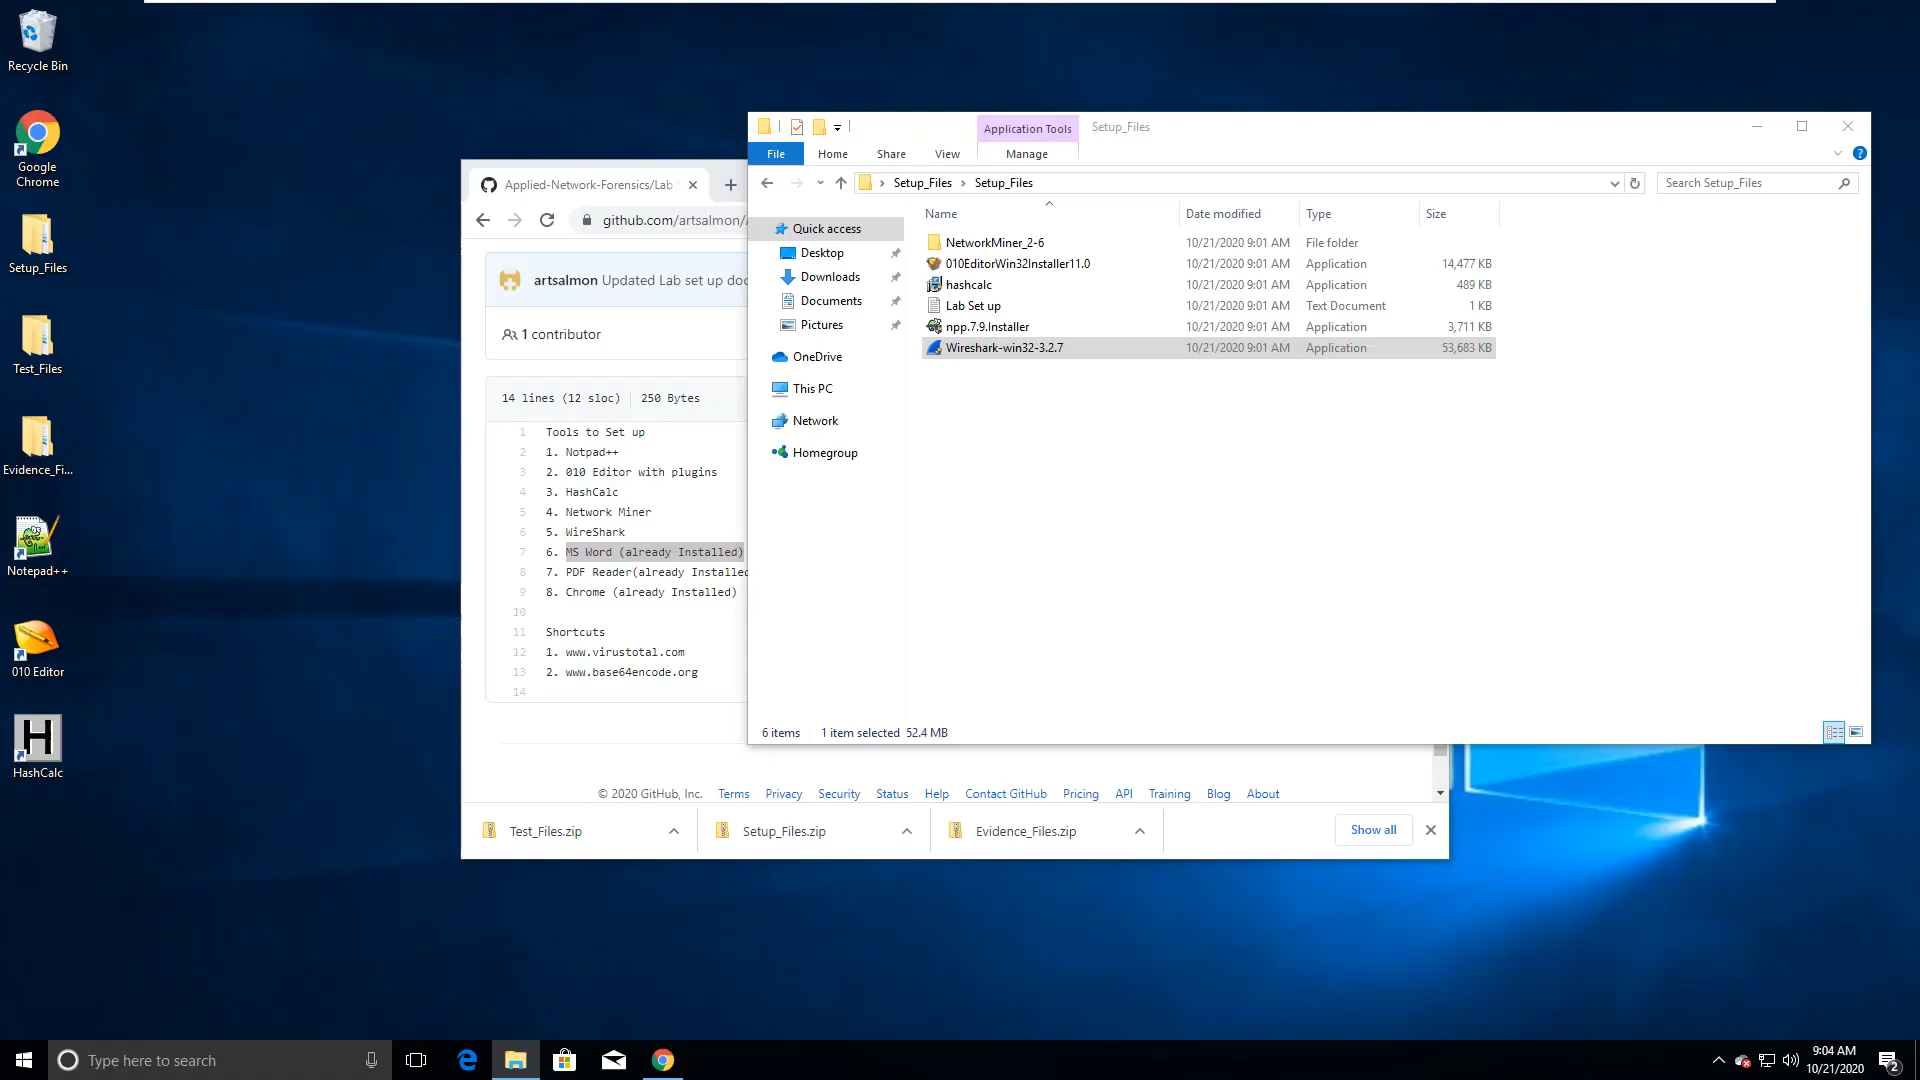 Recycle Bin
Google
Chrome
Setup_Files
Test_Files
Evidence_Fi...
Notepad++
010 Editor
HashCalc
Applied-Network-Forensics/Lab S
github.com/artsalmon/A
artsalmon Updated Lab set up doc
1 contributor
14 lines (12 sloc) 250 Bytes
1 Tools to Set up
2 1. Notpad++
3 2. 010 Editor with plugins
4 3. HashCalc
5 4. Network Miner
6 5. WireShark
7 6. MS Word (already Installed)
8 7. PDF Reader(already Installed
9 8. Chrome (already Installed)
10
11 Shortcuts
12 1. www.virustotal.com
13 2. www.base64encode.org
14
© 2020 GitHub, Inc. Terms Privacy Security Status Help Contact GitHub Pricing API Training Blog About
Test_Files.zip Setup_Files.zip Evidence_Files.zip Show all
Application Tools Setup_Files
File Home Share View Manage
Setup_Files Setup_Files Search Setup_Files
Quick access
Desktop
Downloads
Documents
Pictures
OneDrive
This PC
Network
Homegroup
Name Date modified Type Size
NetworkMiner_2-6 10/21/2020 9:01 AM File folder
010EditorWin32Installer11.0 10/21/2020 9:01 AM Application 14,477 KB
hashcalc 10/21/2020 9:01 AM Application 489 KB
Lab Set up 10/21/2020 9:01 AM Text Document 1 KB
npp.7.9.Installer 10/21/2020 9:01 AM Application 3,711 KB
Wireshark-win32-3.2.7 10/21/2020 9:01 AM Application 53,683 KB
6 items 1 item selected 52.4 MB
Type here to search
9:04 AM
10/21/2020
2